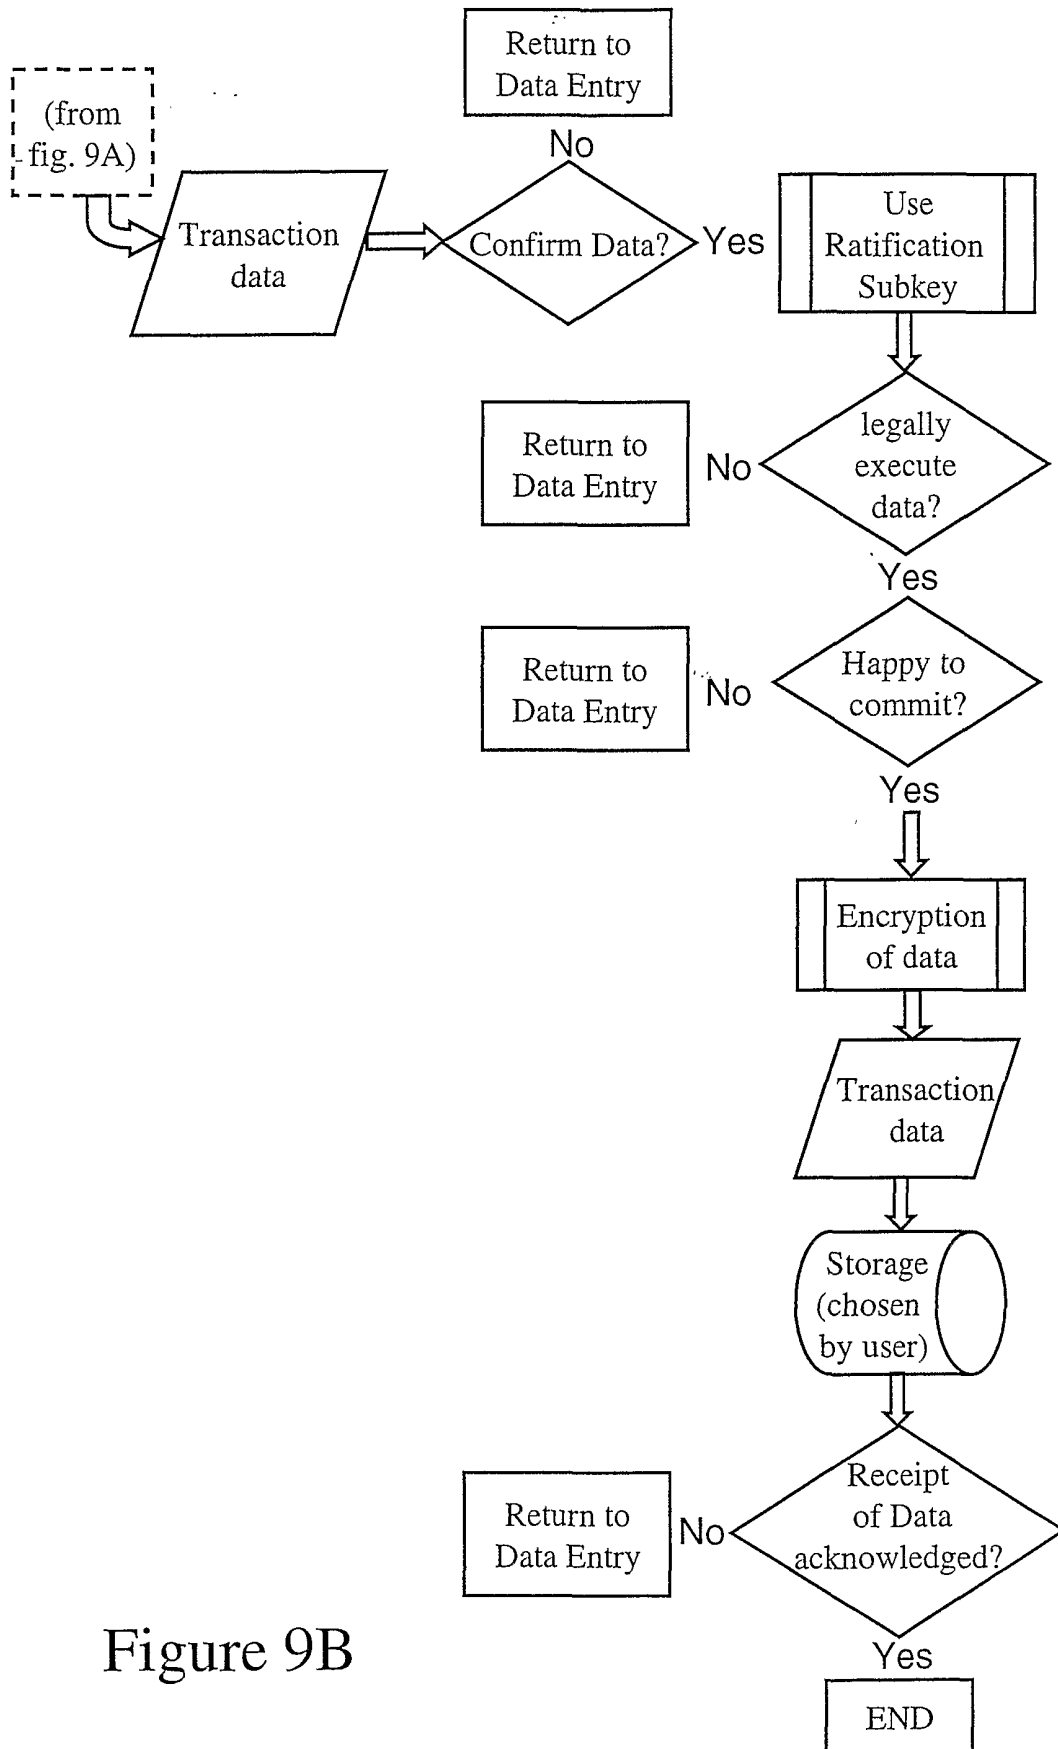 Return to
Data Entry
(from
fig. 9A)
No
Transaction
data
Confirm Data?
Yes
Use
Ratification
Subkey
Return to
Data Entry
No
legally
execute
data?
Yes
Return to
Data Entry
No
Happy to
commit?
Yes
Encryption
of data
Transaction
data
Storage
(chosen
by user)
Return to
Data Entry
No
Receipt
of Data
acknowledged?
Yes
END
Figure 9B